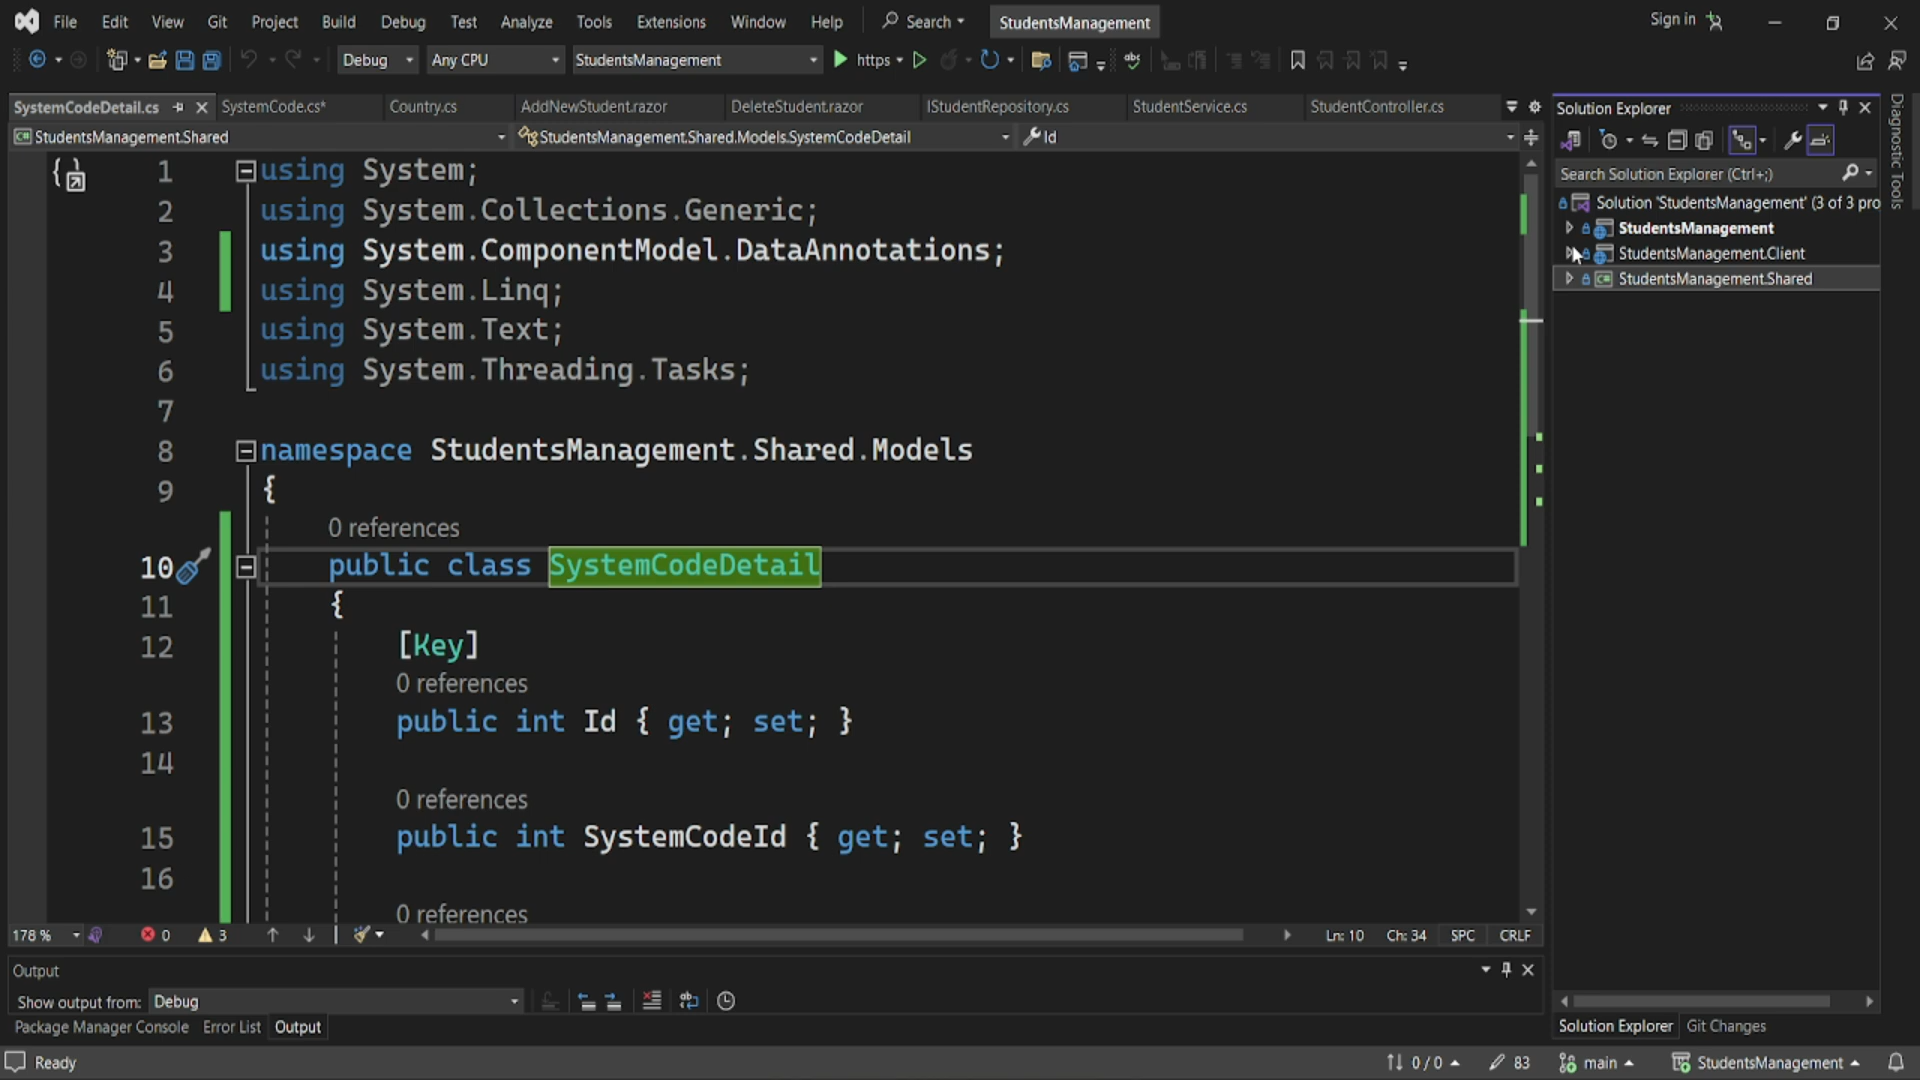 File Edit View Git Project Build Debug Test Analyze Tools Extensions Window Help Search StudentsManagement Sign in
Debug Any CPU StudentsManagement https
SystemCodeDetail.cs SystemCode.cs* Country.cs AddNewStudent.razor DeleteStudent.razor IStudentRepository.cs StudentService.cs StudentController.cs
StudentsManagement.Shared StudentsManagement.Shared.Models.SystemCodeDetail Id
1 using System;
2 using System.Collections.Generic;
3 using System.ComponentModel.DataAnnotations;
4 using System.Linq;
5 using System.Text;
6 using System.Threading.Tasks;
7
8 namespace StudentsManagement.Shared.Models
9 {
0 references
10 public class SystemCodeDetail
11 {
12 [Key]
0 references
13 public int Id { get; set; }
14
0 references
15 public int SystemCodeId { get; set; }
16
0 references
178 % 0 3 Ln: 10 Ch: 34 SPC CRLF
Output
Show output from: Debug
Package Manager Console Error List Output
Solution Explorer
Search Solution Explorer (Ctrl+;)
Solution 'StudentsManagement' (3 of 3 pro
StudentsManagement
StudentsManagement.Client
StudentsManagement.Shared
Solution Explorer Git Changes
Diagnostic Tools
Ready 0 / 0 83 main StudentsManagement